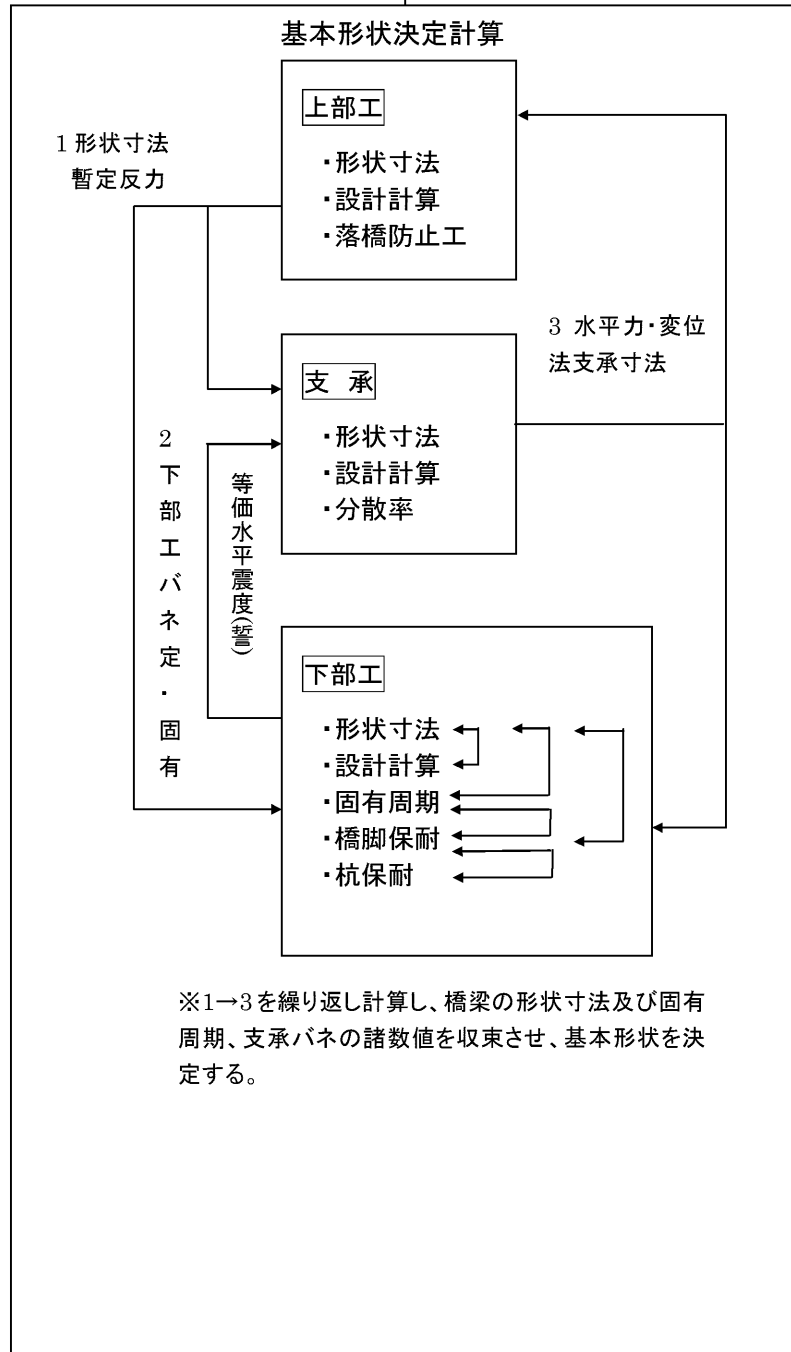 基本形状決定計算
上部工
・形状寸法
・設計計算
・落橋防止工
1 形状寸法
暫定反力
3 水平力・変位
法支承寸法
支 承
・形状寸法
・設計計算
・分散率
2下部工バネ定・固有
等価水平震度(誓)
下部工
・形状寸法
・設計計算
・固有周期
・橋脚保耐
・杭保耐
※1→3を繰り返し計算し、橋梁の形状寸法及び固有
周期、支承バネの諸数値を収束させ、基本形状を決
定する。